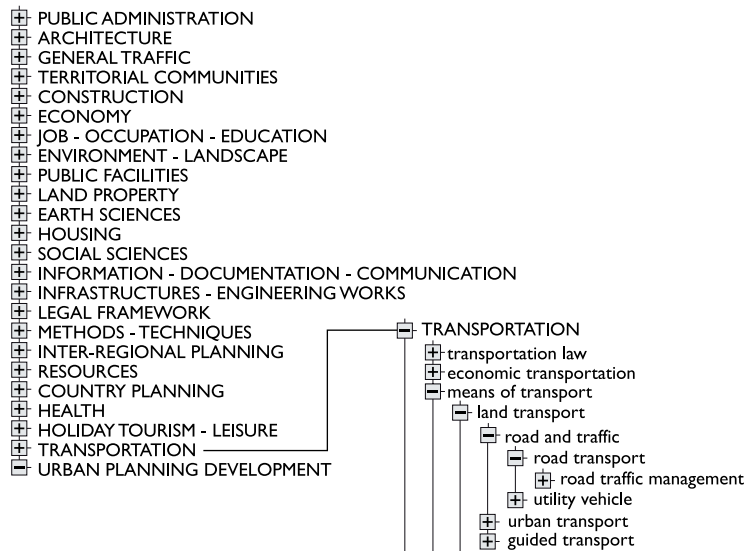 PUBLIC ADMINISTRATION
ARCHITECTURE
GENERAL TRAFFIC
TERRITORIAL COMMUNITIES
CONSTRUCTION
ECONOMY
JOB - OCCUPATION - EDUCATION
ENVIRONMENT - LANDSCAPE
PUBLIC FACILITIES
LAND PROPERTY
EARTH SCIENCES
HOUSING
SOCIAL SCIENCES
INFORMATION - DOCUMENTATION - COMMUNICATION
INFRASTRUCTURES - ENGINEERING WORKS
LEGAL FRAMEWORK
METHODS - TECHNIQUES
INTER-REGIONAL PLANNING
RESOURCES
COUNTRY PLANNING
HEALTH
HOLIDAY TOURISM - LEISURE
TRANSPORTATION
URBAN PLANNING DEVELOPMENT
TRANSPORTATION
transportation law
economic transportation
means of transport
land transport
road and traffic
road transport
road traffic management
utility vehicle
urban transport
guided transport